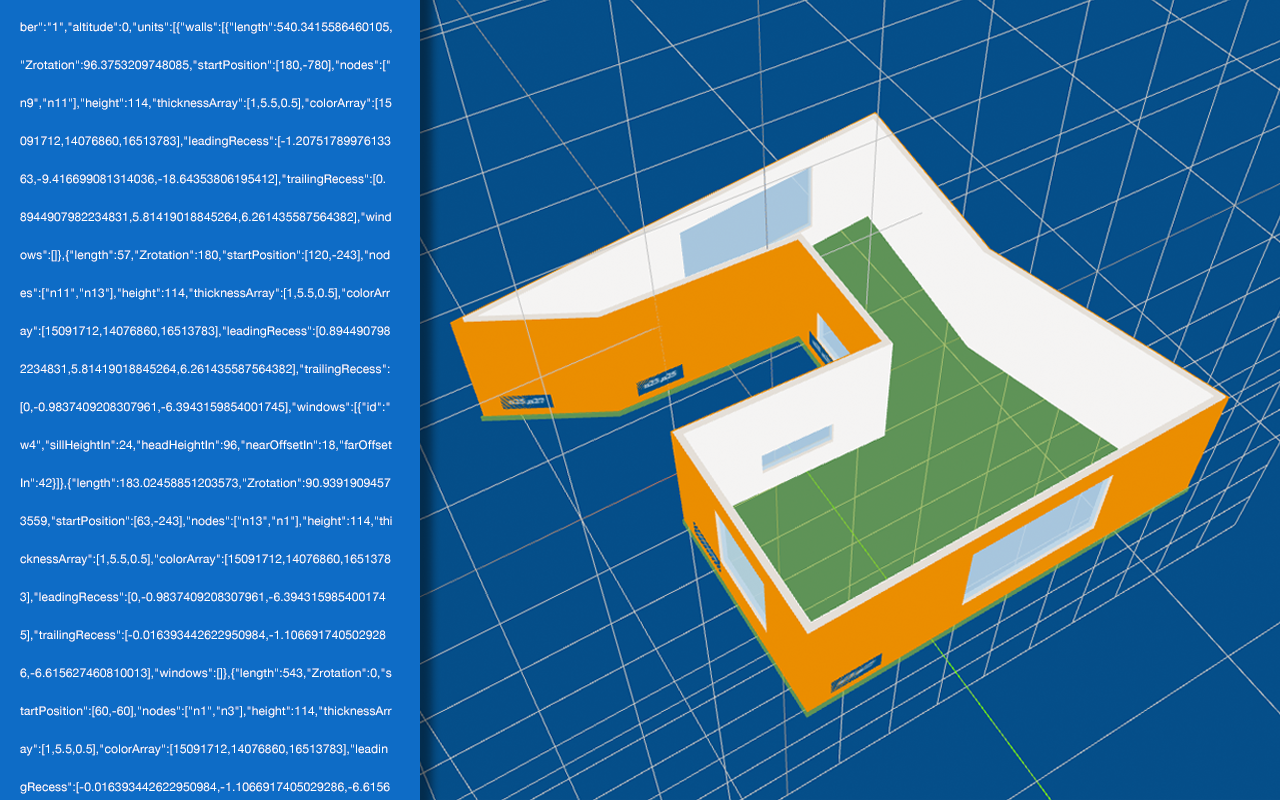 ber":"1","altitude":0,"units":[{"walls":[{"length":540.3415586460105,
"Zrotation":96.3753209748085,"startPosition":[180,-780],"nodes":["
n9","n11"],"height":114,"thicknessArray":[1,5.5,0.5],"colorArray":[15
091712,14076860,16513783],"leadingRecess":[-1.20751789976133
63,-9.416699081314036,-18.64353806195412],"trailingRecess":[0.
8944907982234831,5.81419018845264,6.261435587564382],"wind
ows":[]},{"length":57,"Zrotation":180,"startPosition":[120,-243],"nod
es":["n11","n13"],"height":114,"thicknessArray":[1,5.5,0.5],"colorArr
ay":[15091712,14076860,16513783],"leadingRecess":[0.894490798
2234831,5.81419018845264,6.261435587564382],"trailingRecess":
[0,-0.9837409208307961,-6.3943159854001745],"windows":[{"id":"
w4","sillHeightIn":24,"headHeightIn":96,"nearOffsetIn":18,"farOffset
In":42}]},{"length":183.02458851203573,"Zrotation":90.9391909457
3559,"startPosition":[63,-243],"nodes":["n13","n1"],"height":114,"thi
cknessArray":[1,5.5,0.5],"colorArray":[15091712,14076860,1651378
3],"leadingRecess":[0,-0.9837409208307961,-6.394315985400174
5],"trailingRecess":[-0.016393442622950984,-1.106691740502928
6,-6.615627460810013],"windows":[]},{"length":543,"Zrotation":0,"s
tartPosition":[60,-60],"nodes":["n1","n3"],"height":114,"thicknessArr
ay":[1,5.5,0.5],"colorArray":[15091712,14076860,16513783],"leadin
gRecess":[-0.016393442622950984,-1.1066917405029286,-6.6156